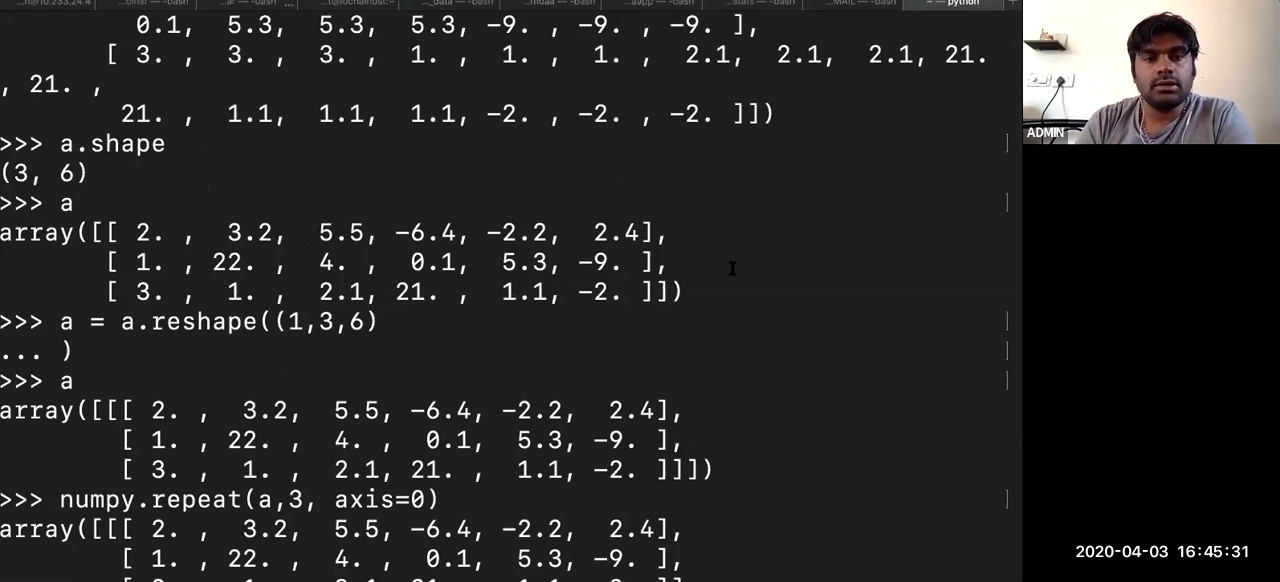 0.1, 5.3, 5.3, 5.3, -9. , -9. , -9. ],
[ 3. , 3. , 3. , 1. , 1. , 1. , 2.1, 2.1, 2.1, 21.
, 21. ,
21. , 1.1, 1.1, 1.1, -2. , -2. , -2. ]])
>>> a.shape
(3, 6)
>>> a
array([[ 2. , 3.2, 5.5, -6.4, -2.2, 2.4],
[ 1. , 22. , 4. , 0.1, 5.3, -9. ],
[ 3. , 1. , 2.1, 21. , 1.1, -2. ]])
>>> a = a.reshape((1,3,6)
... )
>>> a
array([[[ 2. , 3.2, 5.5, -6.4, -2.2, 2.4],
[ 1. , 22. , 4. , 0.1, 5.3, -9. ],
[ 3. , 1. , 2.1, 21. , 1.1, -2. ]]])
>>> numpy.repeat(a,3, axis=0)
array([[[ 2. , 3.2, 5.5, -6.4, -2.2, 2.4],
[ 1. , 22. , 4. , 0.1, 5.3, -9. ],
ADMIN
2020-04-03 16:45:31